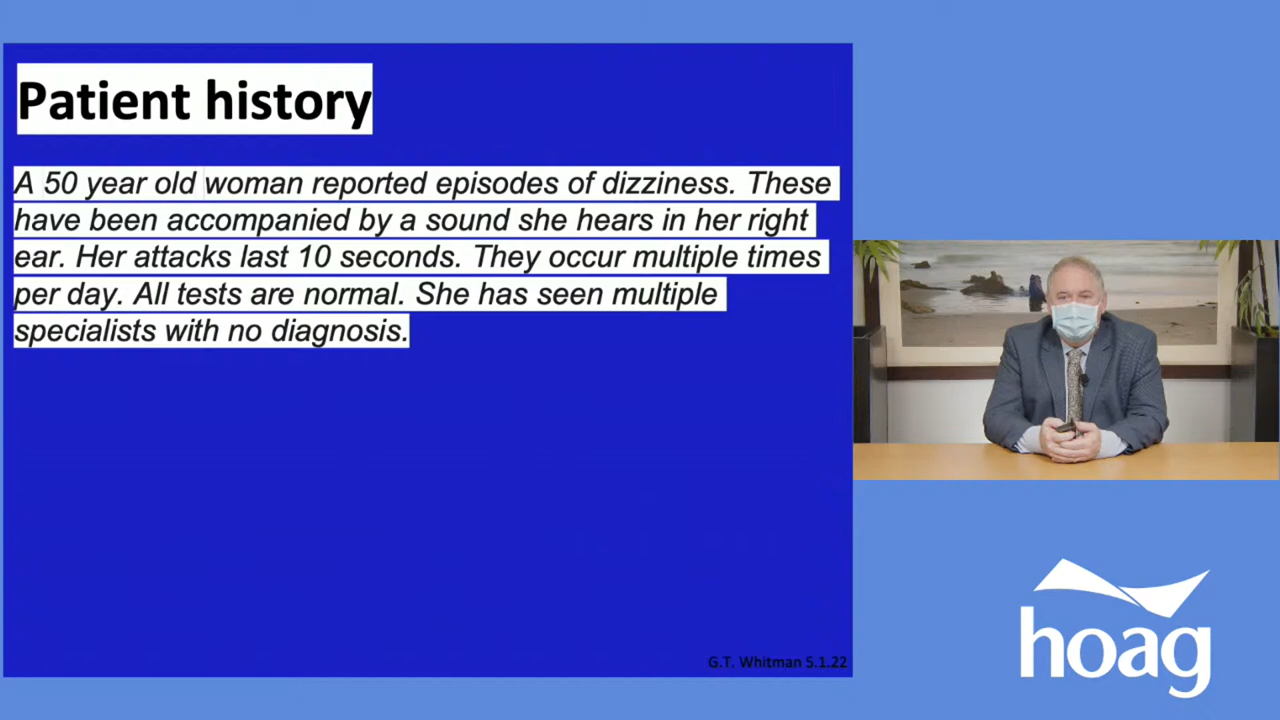 Patient history
A 50 year old woman reported episodes of dizziness. These
have been accompanied by a sound she hears in her right
ear. Her attacks last 10 seconds. They occur multiple times
per day. All tests are normal. She has seen multiple
specialists with no diagnosis.
G.T. Whitman 5.1.22
hoag